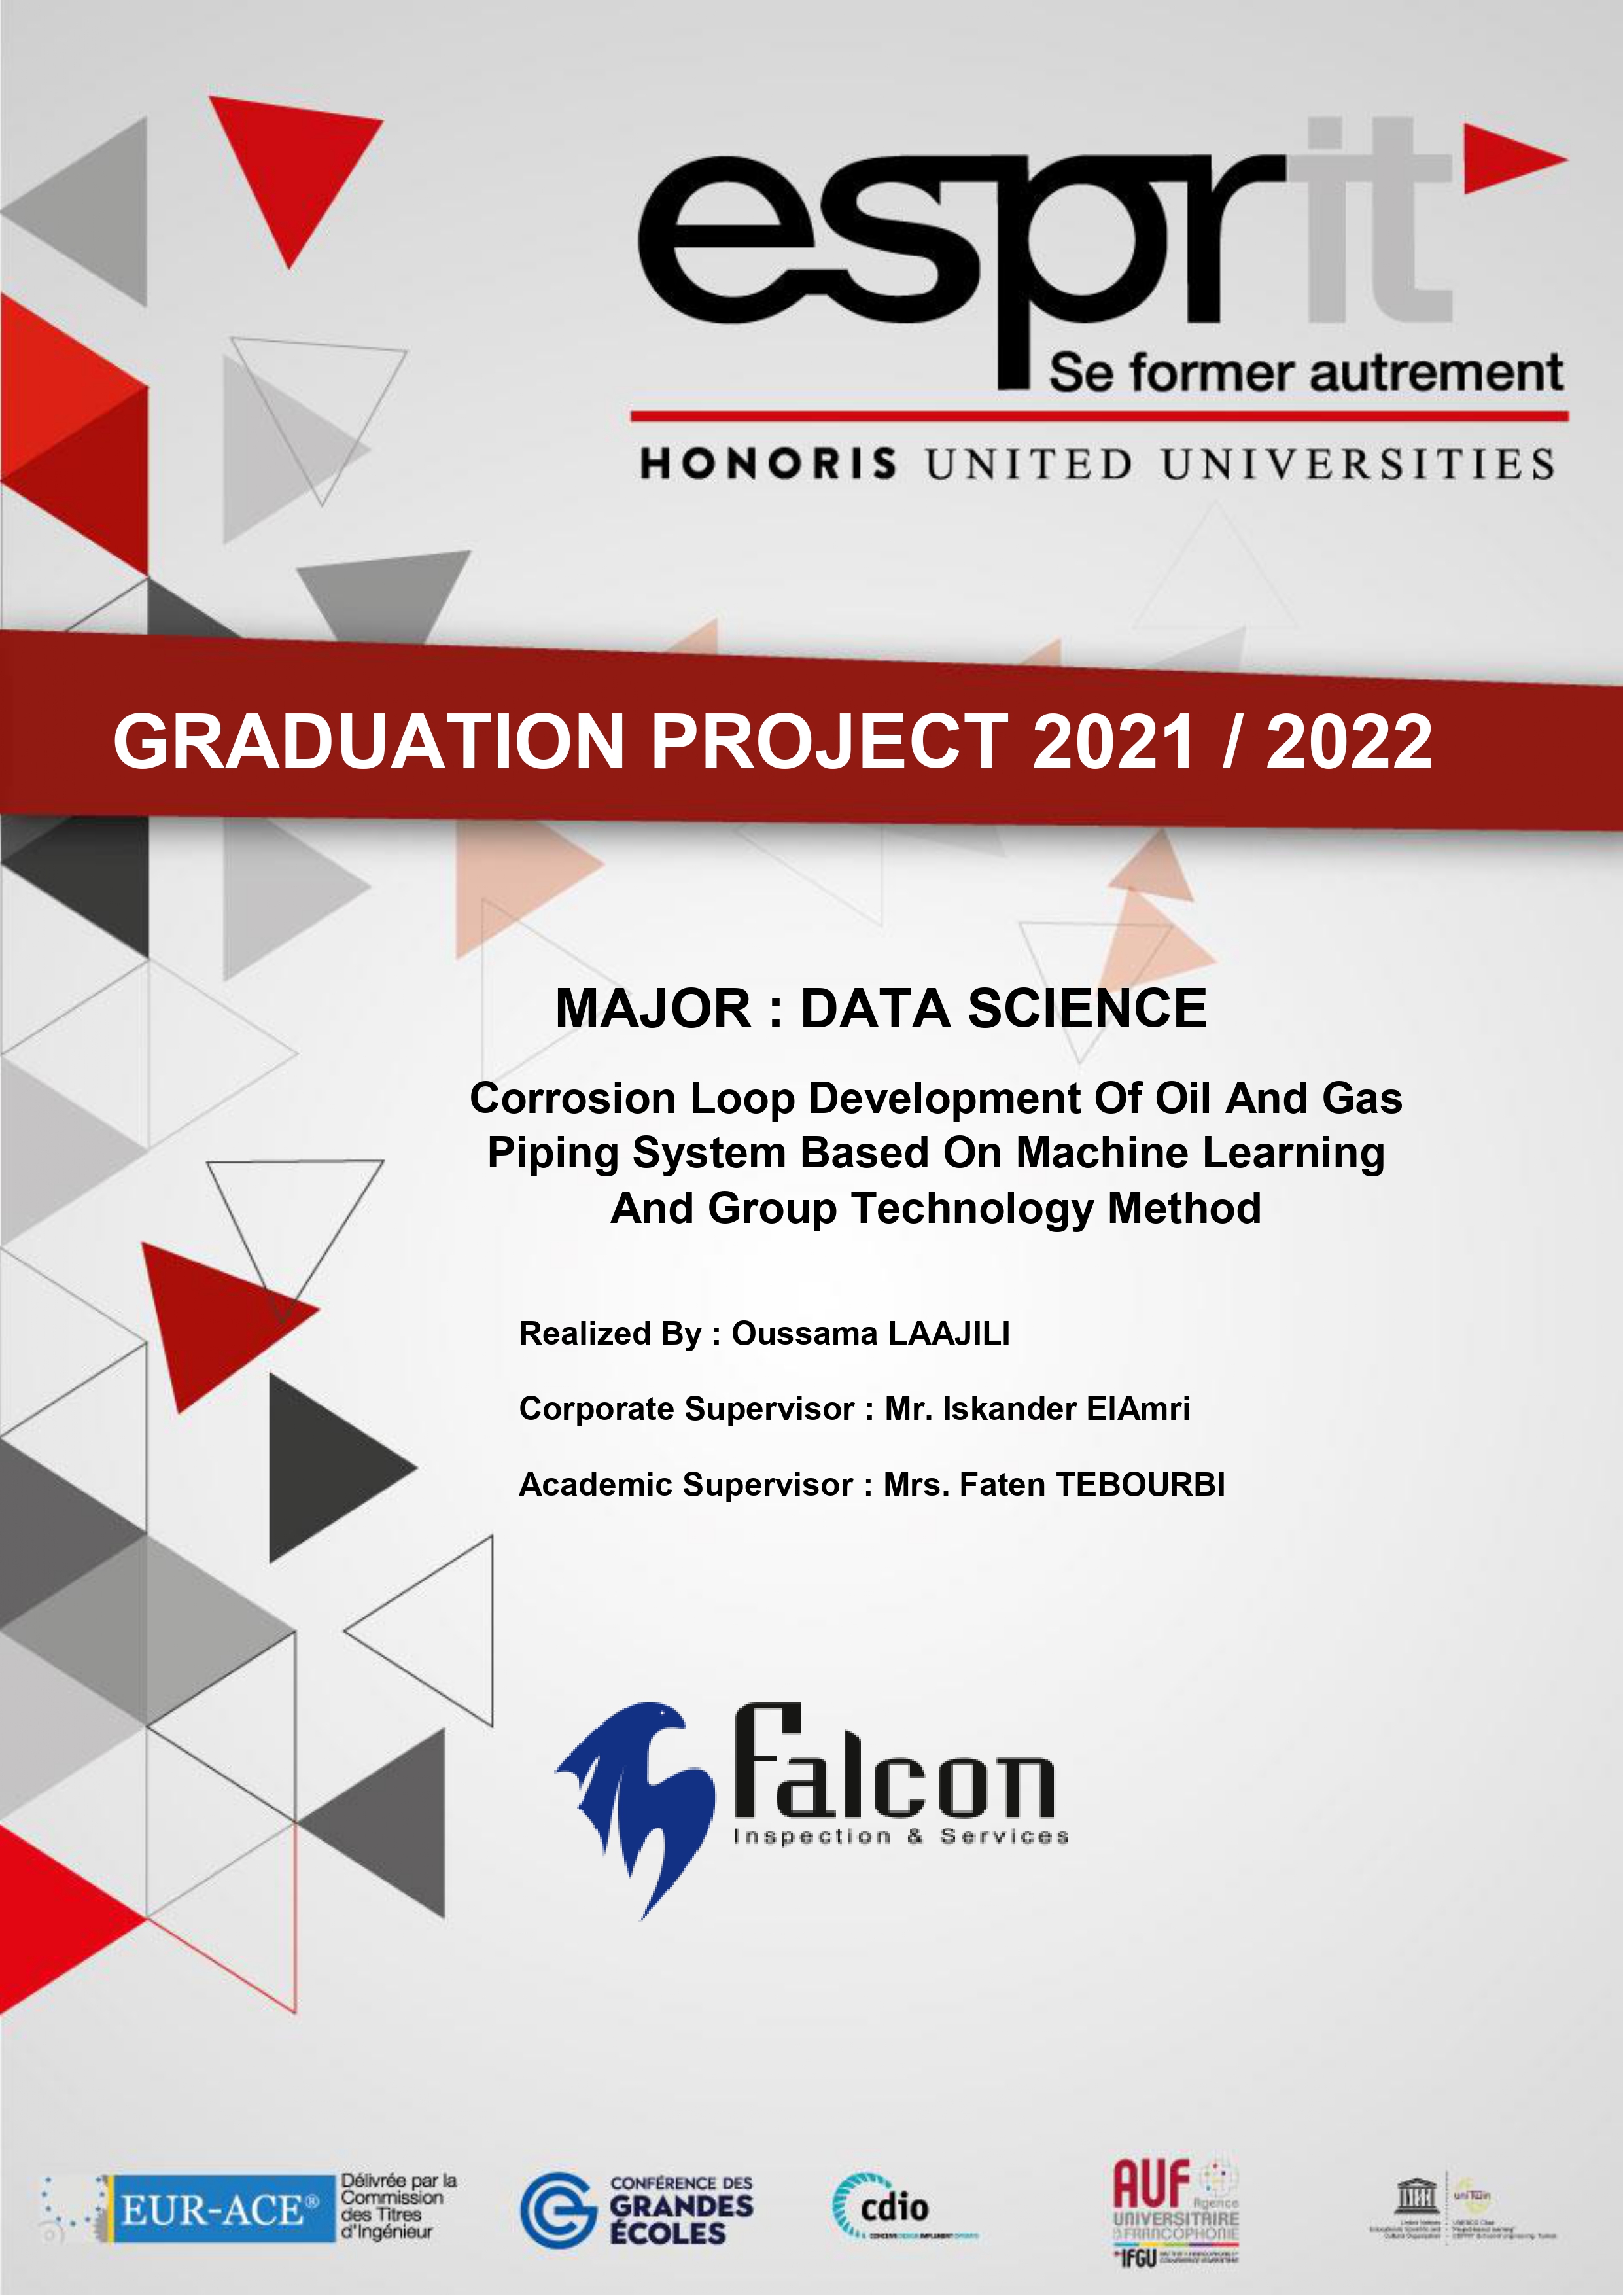 esprit
Se former autrement
HONORIS UNITED UNIVERSITIES
GRADUATION PROJECT 2021 / 2022
MAJOR : DATA SCIENCE
Corrosion Loop Development Of Oil And Gas
Piping System Based On Machine Learning
And Group Technology Method
Realized By : Oussama LAAJILI
Corporate Supervisor : Mr. Iskander ElAmri
Academic Supervisor : Mrs. Faten TEBOURBI
Falcon
Inspection & Services
EUR-ACE®
Délivrée par la
Commission
des Titres
d'Ingénieur
CONFÉRENCE DES
GRANDES
ÉCOLES
cdio
AUF
Agence
UNIVERSITAIRE
FRANCOPHONIE
IFGU
uniTwin